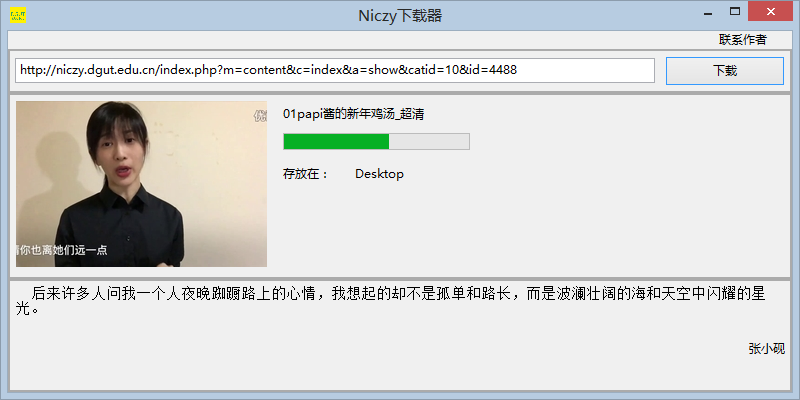 Niczy下载器
联系作者
http://niczy.dgut.edu.cn/index.php?m=content&c=index&a=show&catid=10&id=4488
下载
01papi酱的新年鸡汤_超清
存放在： Desktop
你也离她们远一点
后来许多人问我一个人夜晚踟蹰路上的心情，我想起的却不是孤单和路长，而是波澜壮阔的海和天空中闪耀的星
光。
张小砚